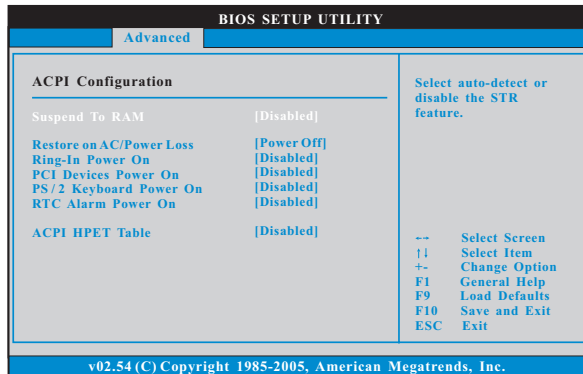 BIOS SETUP UTILITY
Advanced
ACPI Configuration
Suspend To RAM [Disabled]
Restore on AC/Power Loss [Power Off]
Ring-In Power On [Disabled]
PCI Devices Power On [Disabled]
PS/2 Keyboard Power On [Disabled]
RTC Alarm Power On [Disabled]
ACPI HPET Table [Disabled]
Select auto-detect or
disable the STR
feature.
←→ Select Screen
↑↓ Select Item
+- Change Option
F1 General Help
F9 Load Defaults
F10 Save and Exit
ESC Exit
v02.54 (C) Copyright 1985-2005, American Megatrends, Inc.